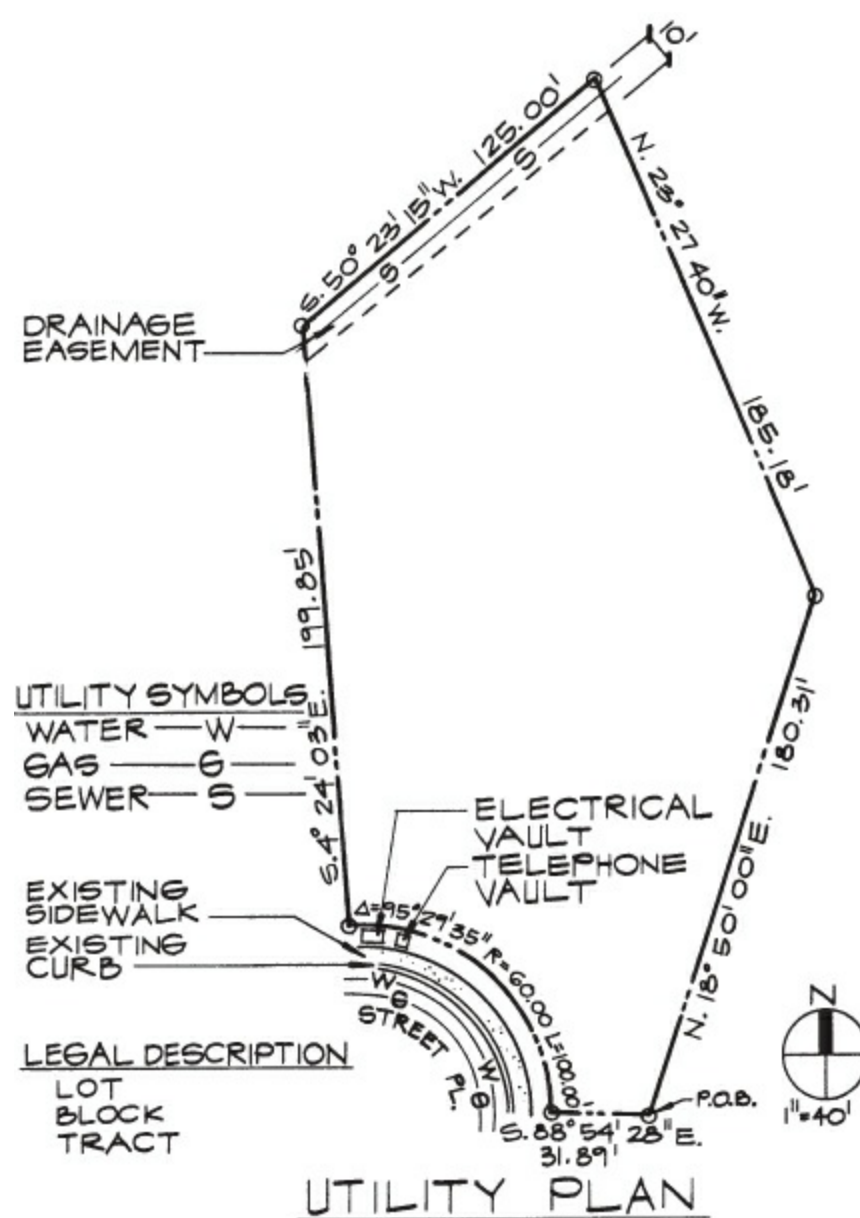 10'
S. 50° 23' 15" W. 125.00'
S
S
N. 23° 27 40" W.
185.18'
DRAINAGE
EASEMENT
199.85'
S. 4° 24' 03" E.
180.31'
N. 18° 50' 00" E.
UTILITY SYMBOLS
WATER W
GAS G
SEWER S
ELECTRICAL
VAULT
TELEPHONE
VAULT
EXISTING
SIDEWALK
EXISTING
CURB
Δ=95° 29' 35" R=60.00 L=100.00'
W
G
STREET PL.
W
G
LEGAL DESCRIPTION
LOT
BLOCK
TRACT
P.O.B.
S. 88° 54' 28" E.
31.89'
N
1"=40'
UTILITY PLAN